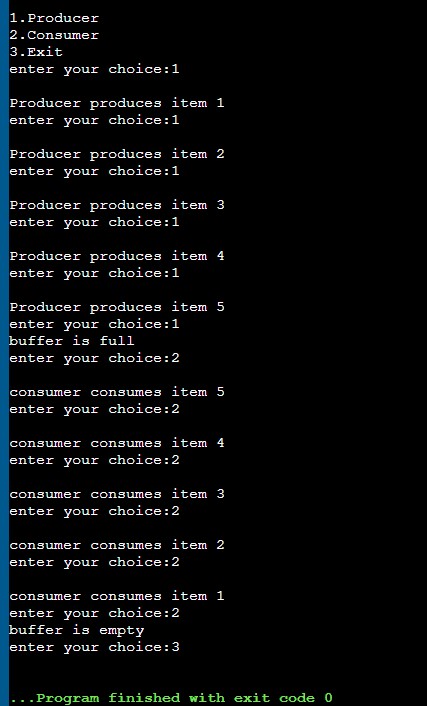 1.Producer
2.Consumer
3.Exit
enter your choice:1
Producer produces item 1
enter your choice:1
Producer produces item 2
enter your choice:1
Producer produces item 3
enter your choice:1
Producer produces item 4
enter your choice:1
Producer produces item 5
enter your choice:1
buffer is full
enter your choice:2
consumer consumes item 5
enter your choice:2
consumer consumes item 4
enter your choice:2
consumer consumes item 3
enter your choice:2
consumer consumes item 2
enter your choice:2
consumer consumes item 1
enter your choice:2
buffer is empty
enter your choice:3
...Program finished with exit code 0